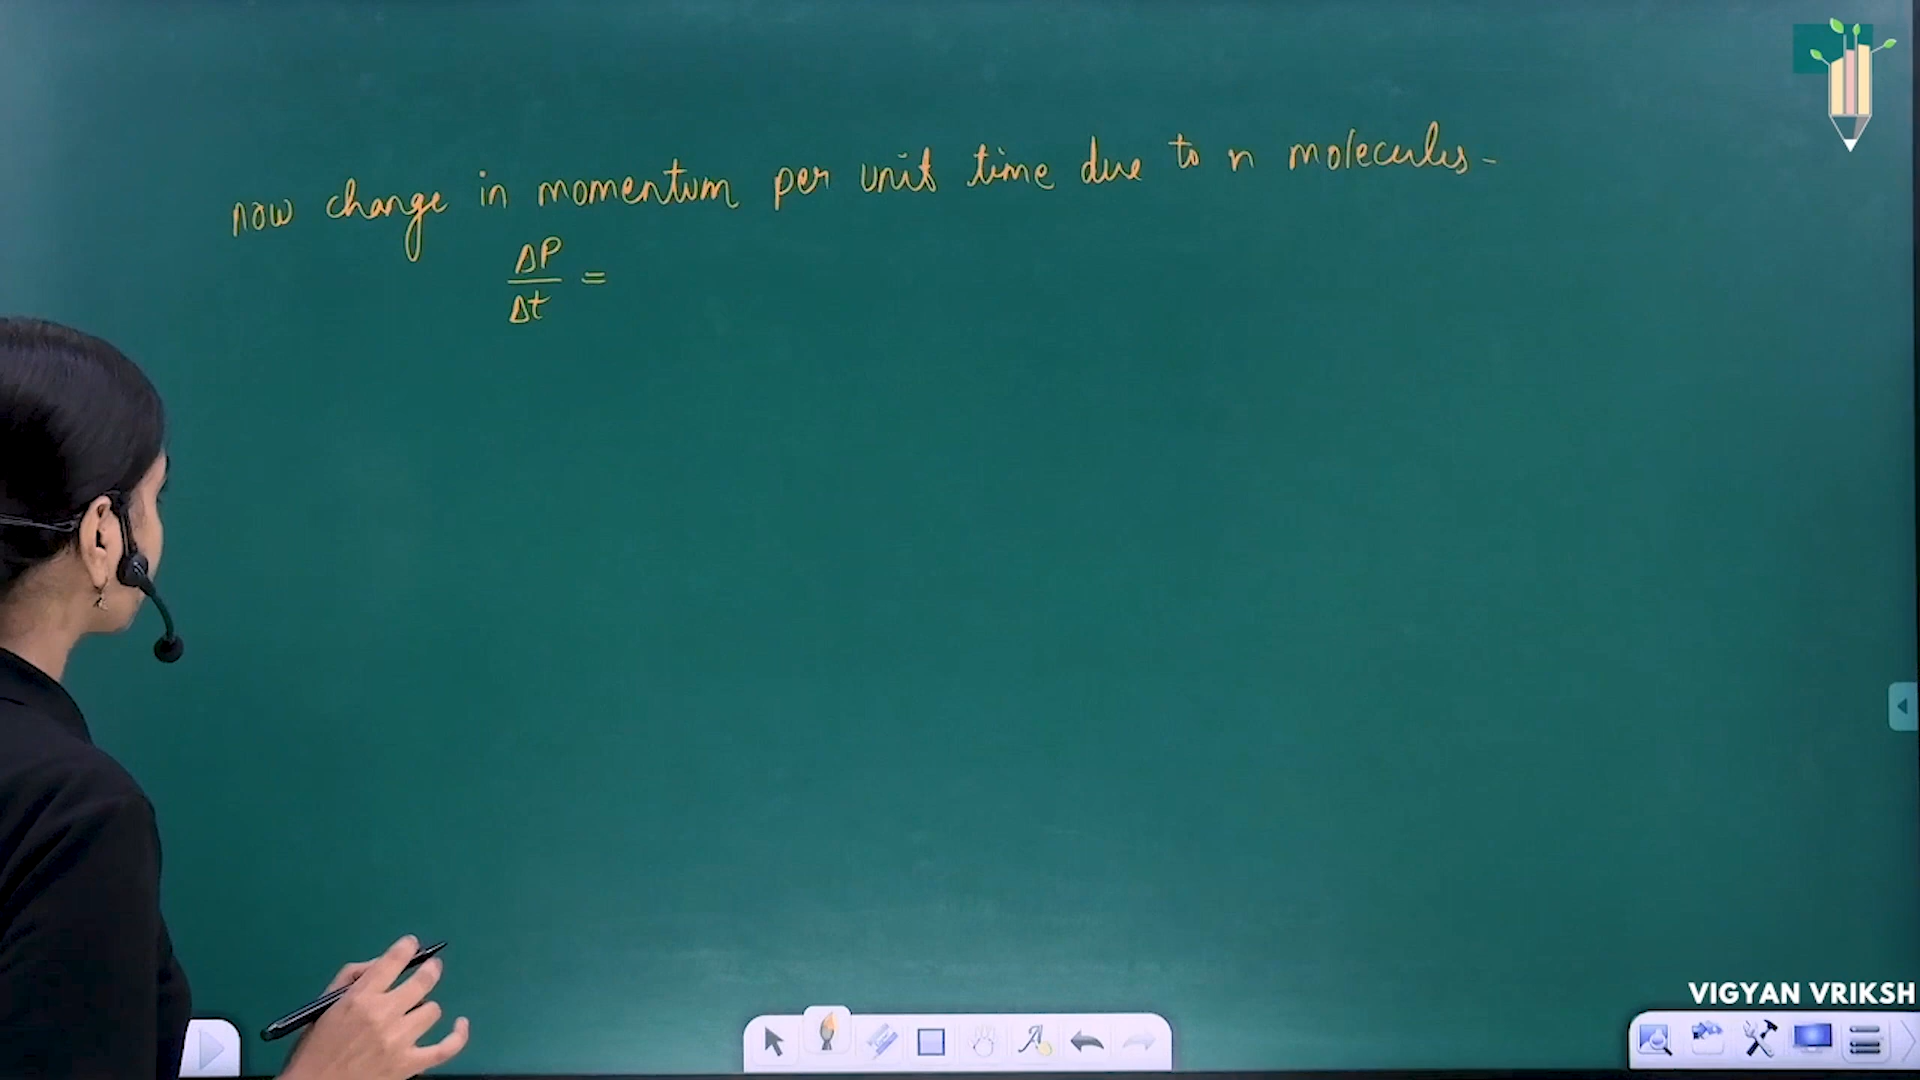 now change in momentum per unit time due to n molecules -
ΔP
Δt =
VIGYAN VRIKSH